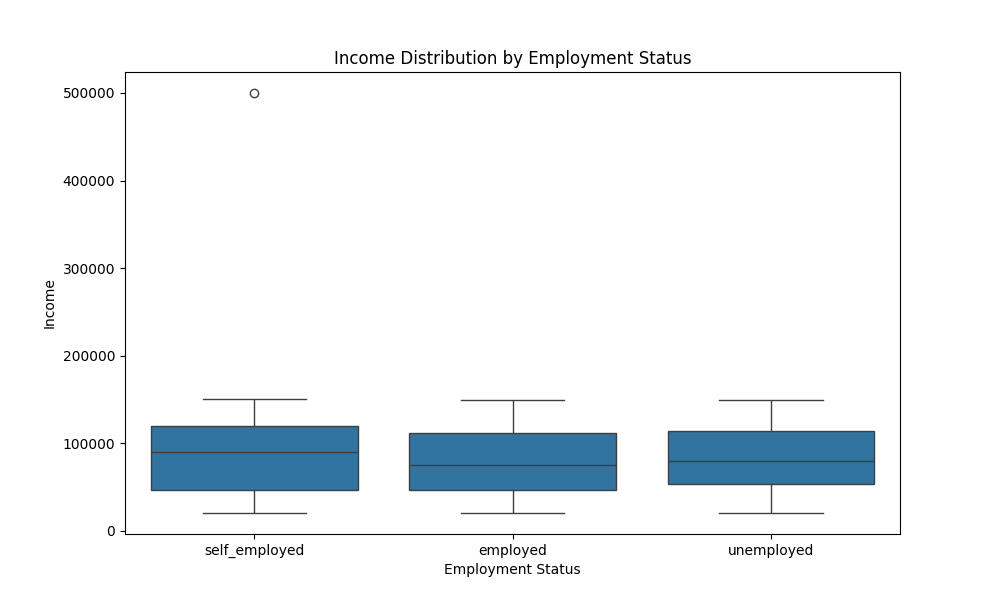 Income Distribution by Employment Status
500000
400000
300000
200000
100000
0
Income
self_employed
employed
unemployed
Employment Status